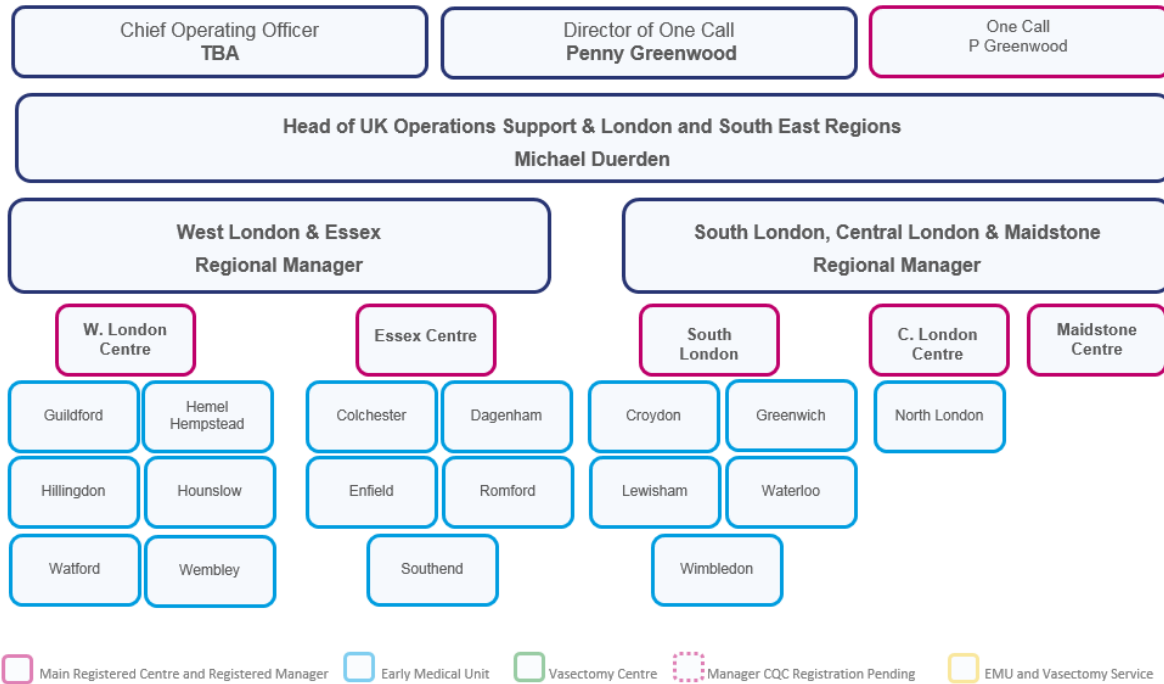 Chief Operating Officer
TBA
Director of One Call
Penny Greenwood
One Call
P Greenwood
Head of UK Operations Support & London and South East Regions
Michael Duerden
West London & Essex
Regional Manager
South London, Central London & Maidstone
Regional Manager
W. London
Centre
Essex Centre
South
London
C. London
Centre
Maidstone
Centre
Guildford
Hemel
Hempstead
Colchester
Dagenham
Croydon
Greenwich
North London
Hillingdon
Hounslow
Enfield
Romford
Lewisham
Waterloo
Watford
Wembley
Southend
Wimbledon
Main Registered Centre and Registered Manager
Early Medical Unit
Vasectomy Centre
Manager CQC Registration Pending
EMU and Vasectomy Service